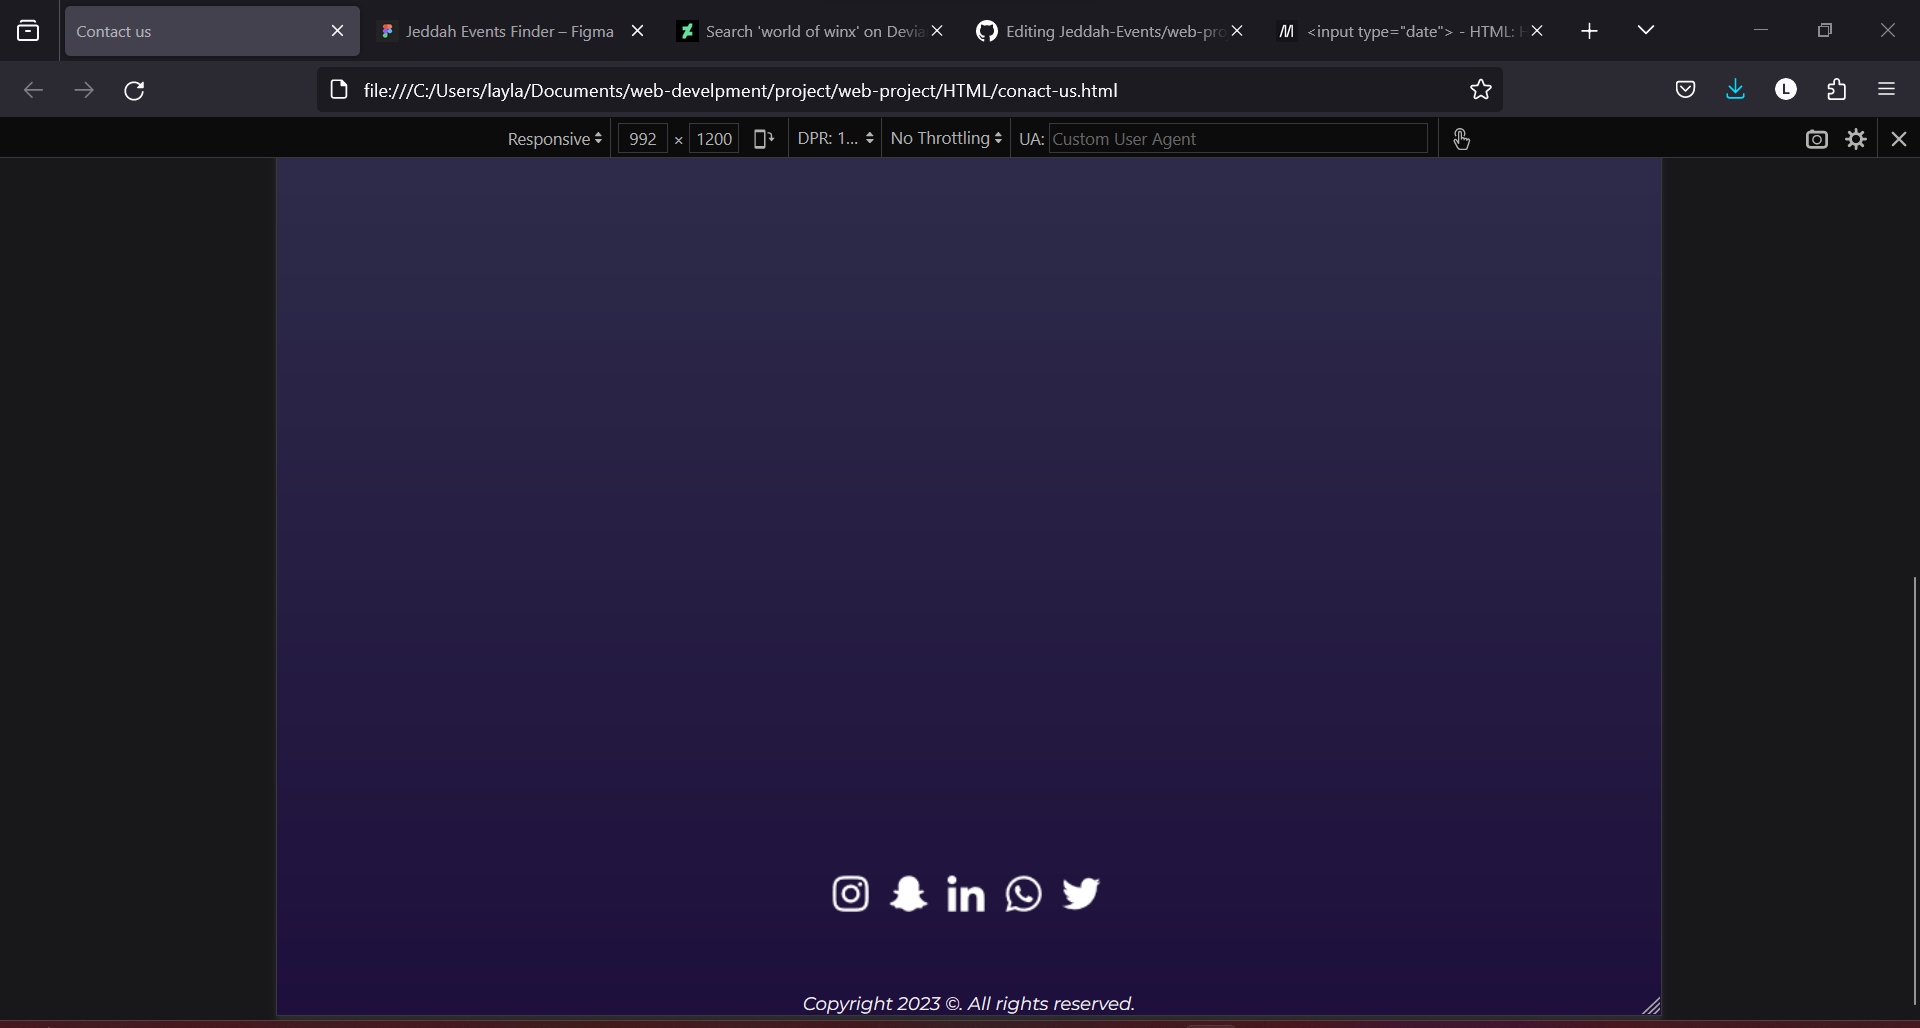 Contact us
Jeddah Events Finder – Figma
Search 'world of winx' on Devia
Editing Jeddah-Events/web-pro
<input type="date"> - HTML: H
file:///C:/Users/layla/Documents/web-develpment/project/web-project/HTML/conact-us.html
L
Responsive 992 × 1200 DPR: 1... No Throttling UA: Custom User Agent
in
Copyright 2023 ©. All rights reserved.